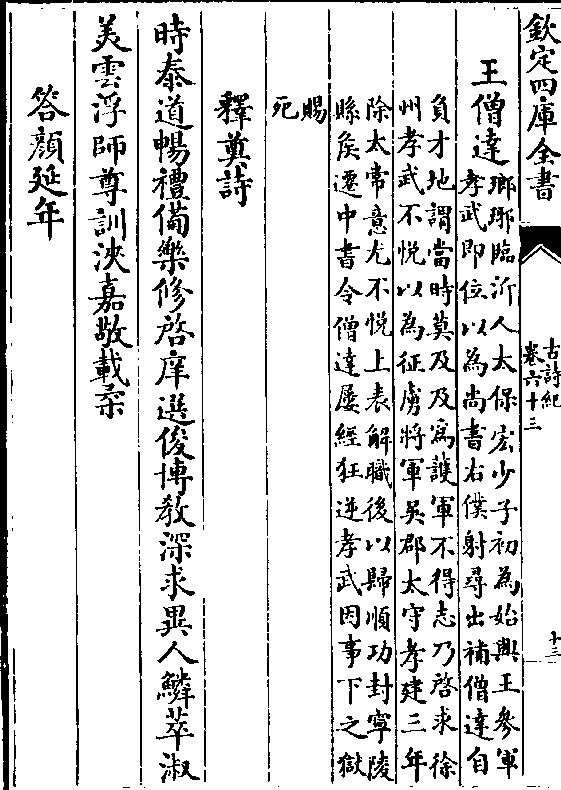 欽定四庫全書
古詩紀
卷六十三
十三
王僧達
瑯琊臨沂人太保宏少子初為始興王參軍
孝武即位以為尚書右僕射尋出補僧達自
負才地謂當時莫及及為護軍不得志乃啓求徐
州孝武不悦以為征虜將軍吳郡太守孝建三年
除太常意尤不悦上表解職後以歸順功封寧陵
縣矦遷中書令僧達屢經狂逆孝武因事下之獄
賜
死
釋奠詩
時泰道暢禮備樂修啓庠選俊博教深求異人鱗萃淑
美雲浮師尊訓浹嘉敬載柔
答顔延年